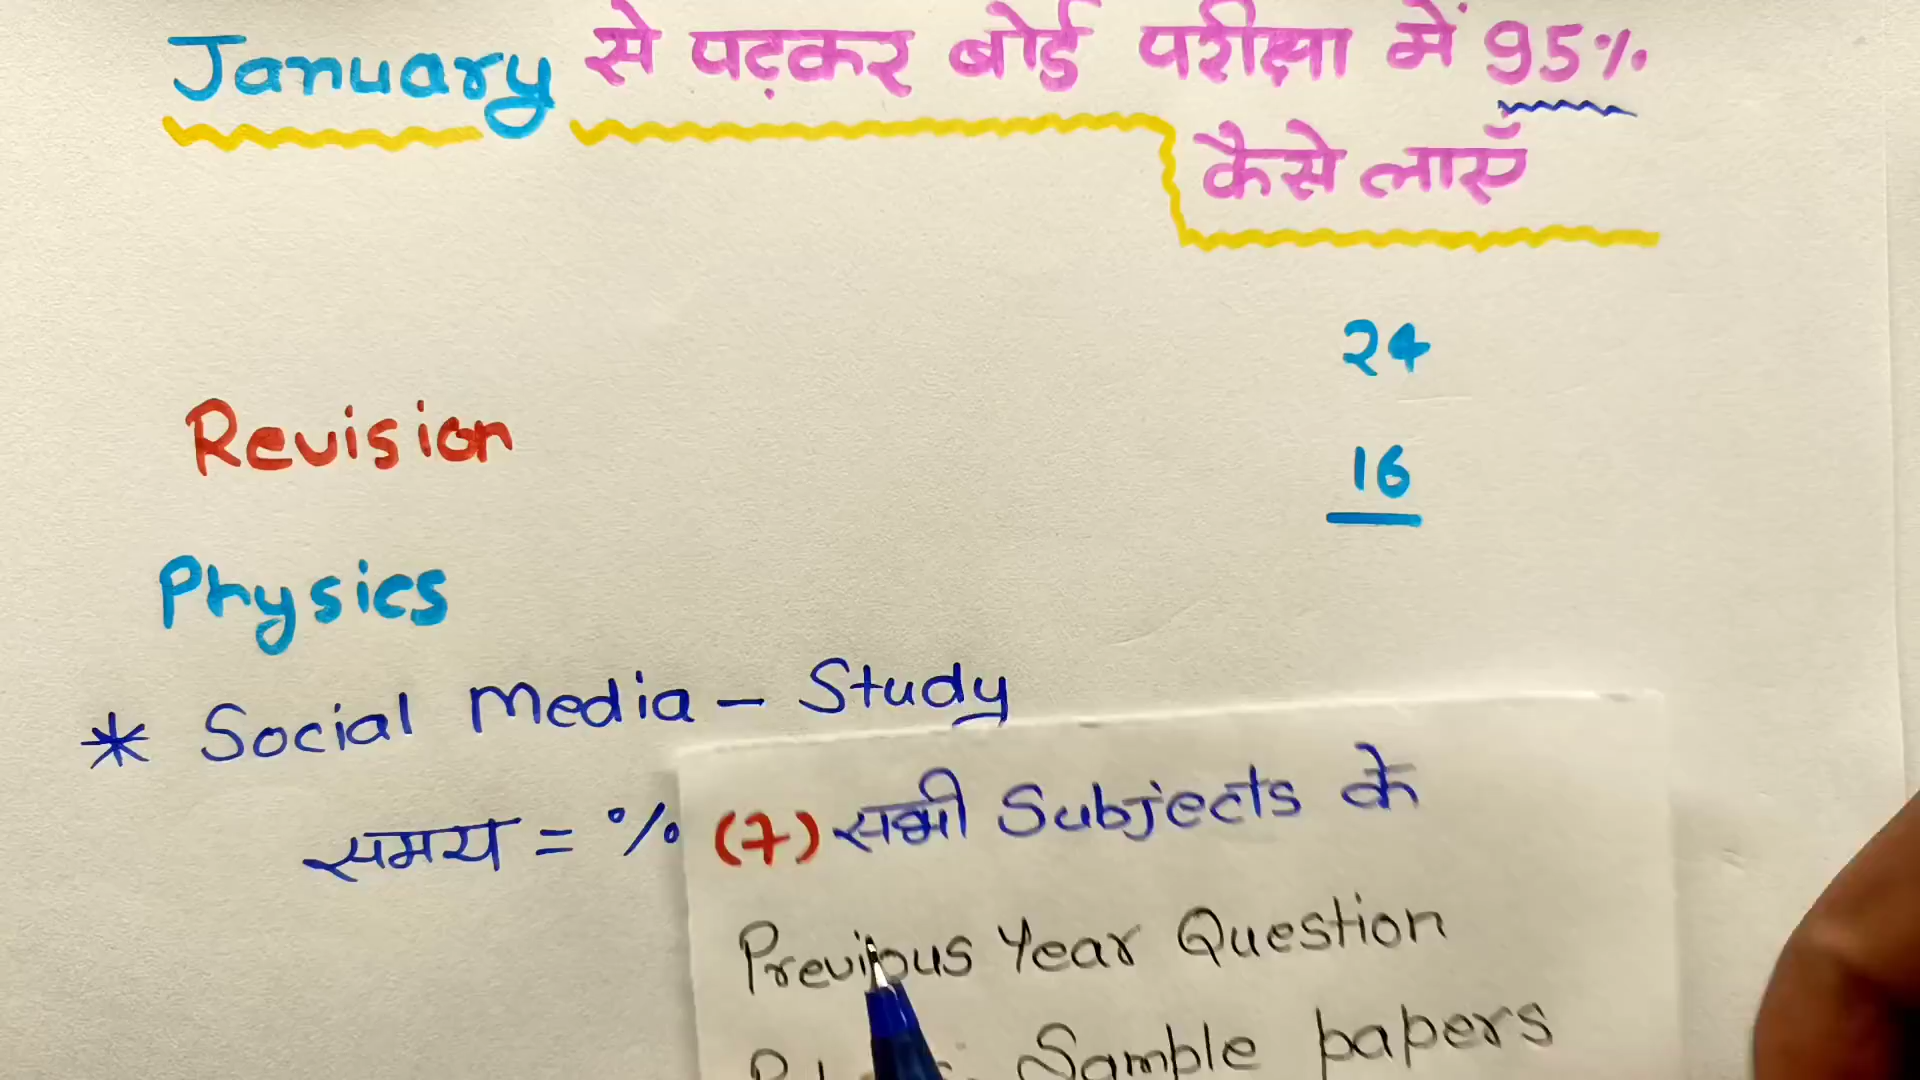 January से पढ़कर बोर्ड परीक्षा में 95%
कैसे लाएँ
24
Revision
16
Physics
* Social Media – Study
समय = %
(7) सभी Subjects के
Previous Year Question
Sample papers